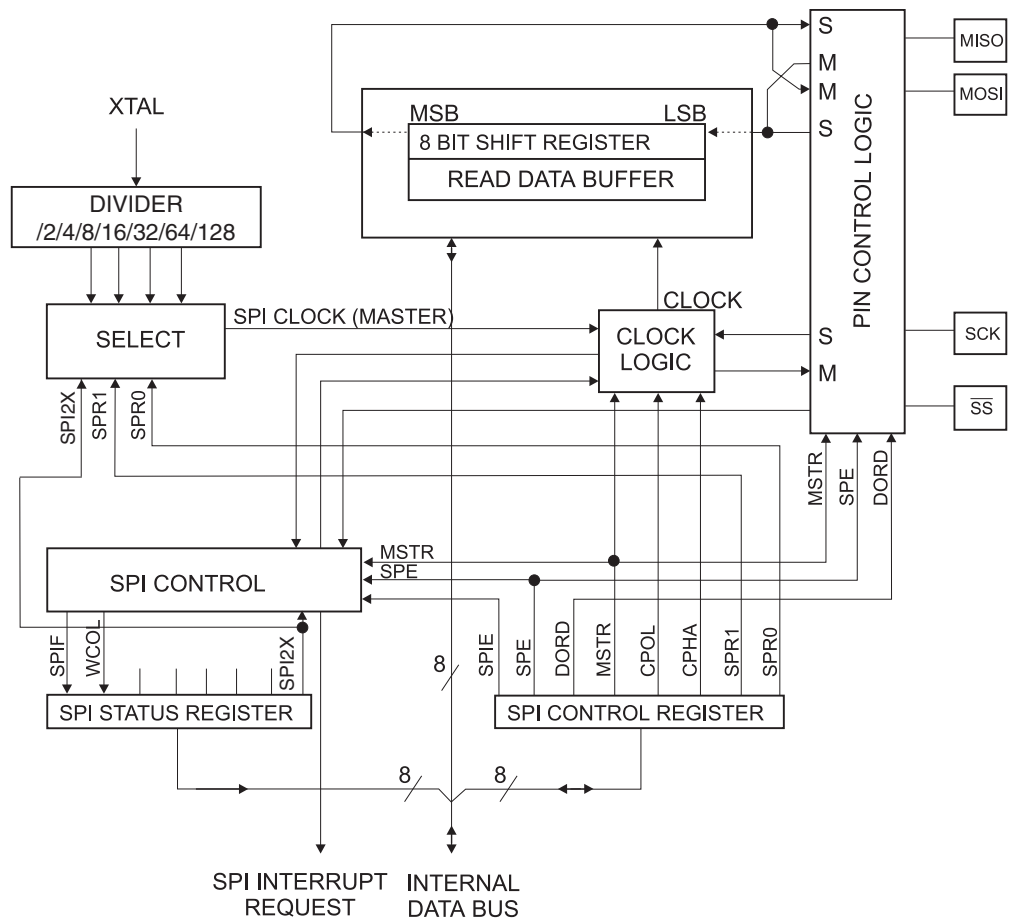 S
MISO
M
M
MOSI
XTAL
MSB
LSB
S
8 BIT SHIFT REGISTER
READ DATA BUFFER
PIN CONTROL LOGIC
DIVIDER
/2/4/8/16/32/64/128
SPI CLOCK (MASTER)
CLOCK
SELECT
CLOCK
LOGIC
S
SCK
M
SPI2X
SPR1
SPR0
SS
MSTR
SPE
DORD
MSTR
SPE
SPI CONTROL
SPIF
WCOL
SPI2X
8
SPIE
SPE
DORD
MSTR
CPOL
CPHA
SPR1
SPR0
SPI STATUS REGISTER
SPI CONTROL REGISTER
8
8
SPI INTERRUPT
REQUEST
INTERNAL
DATA BUS